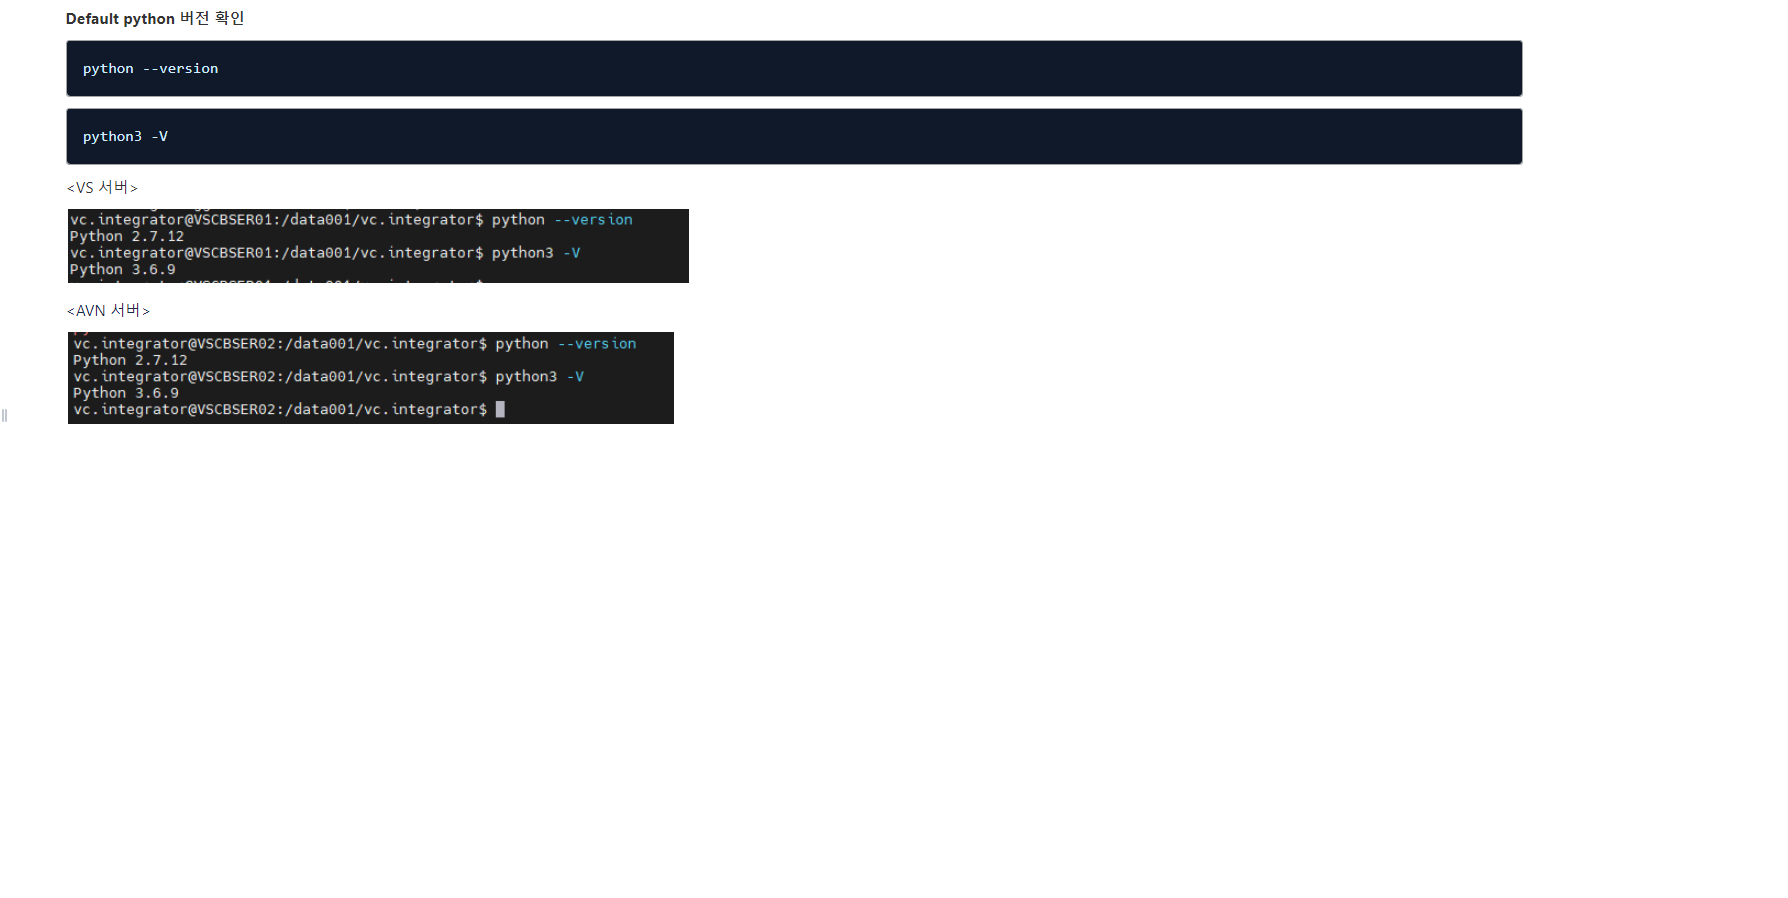 Default python 버전 확인
python --version
python3 -V
<VS 서버>
vc.integrator@VSCBSER01:/data001/vc.integrator$ python --version
Python 2.7.12
vc.integrator@VSCBSER01:/data001/vc.integrator$ python3 -V
Python 3.6.9
<AVN 서버>
vc.integrator@VSCBSER02:/data001/vc.integrator$ python --version
Python 2.7.12
vc.integrator@VSCBSER02:/data001/vc.integrator$ python3 -V
Python 3.6.9
vc.integrator@VSCBSER02:/data001/vc.integrator$